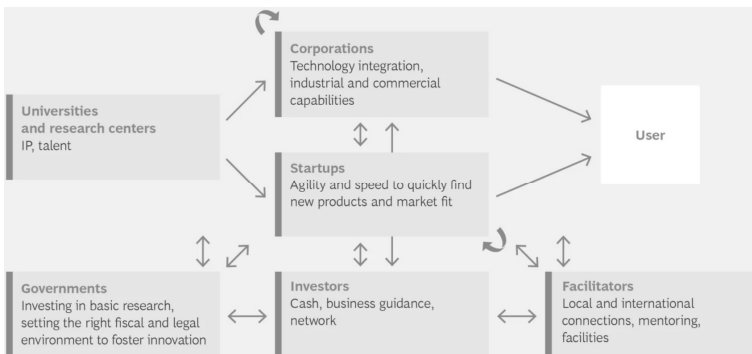 Corporations
Technology integration,
industrial and commercial
capabilities
Universities
and research centers
IP, talent
User
Startups
Agility and speed to quickly find
new products and market fit
Governments
Investing in basic research,
setting the right fiscal and legal
environment to foster innovation
Investors
Cash, business guidance,
network
Facilitators
Local and international
connections, mentoring,
facilities